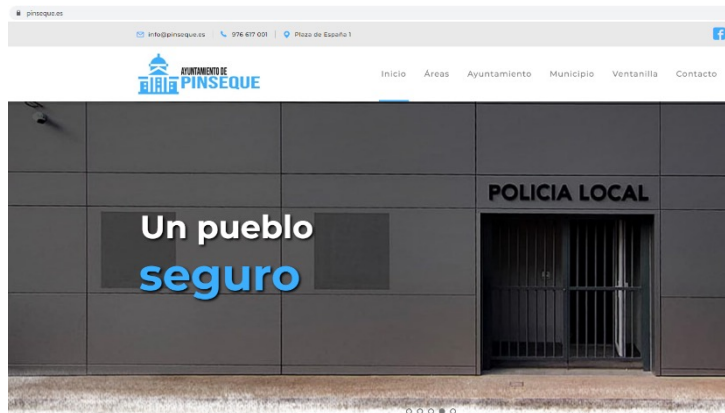 pinseque.es
info@pinseque.es 976 617 001 Plaza de España 1
AYUNTAMIENTO DE
PINSEQUE
Inicio Áreas Ayuntamiento Municipio Ventanilla Contacto
POLICIA LOCAL
Un pueblo
seguro